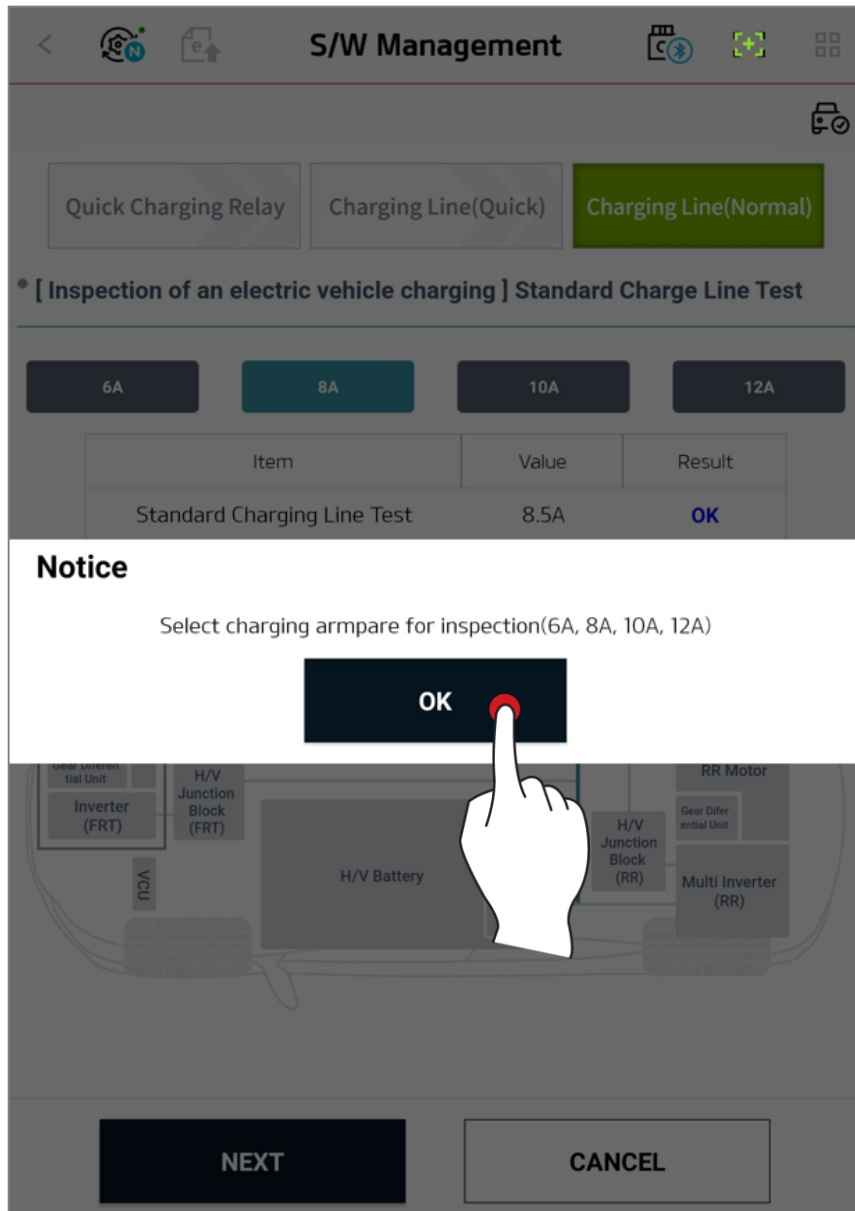 S/W Management
N
e
C
Quick Charging Relay
Charging Line(Quick)
Charging Line(Normal)
[ Inspection of an electric vehicle charging ] Standard Charge Line Test
6A
8A
10A
12A
Item Value Result
Standard Charging Line Test 8.5A OK
Notice
Select charging armpare for inspection(6A, 8A, 10A, 12A)
OK
Gear Diferen
tial Unit
Inverter
(FRT)
H/V
Junction
Block
(FRT)
VCU
H/V Battery
H/V
Junction
Block
(RR)
RR Motor
Gear Difer
ential Unit
Multi Inverter
(RR)
NEXT
CANCEL